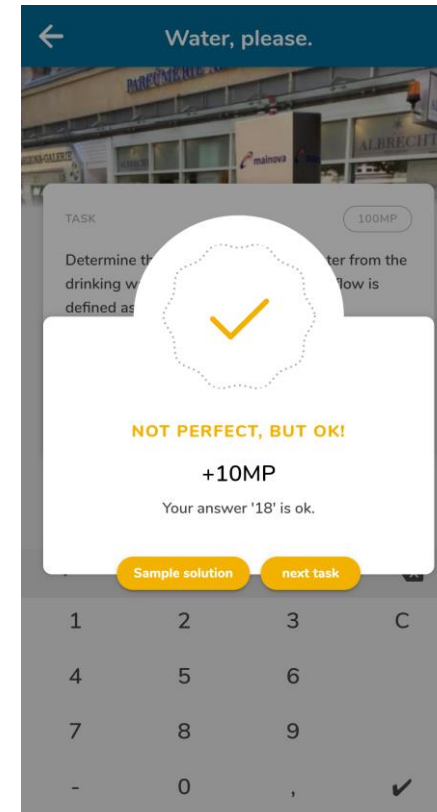 Water, please.
PARFÜMERIE
mainova
ALBRECHT
TASK
100MP
Determine th ter from the
drinking w flow is
defined as
NOT PERFECT, BUT OK!
+10MP
Your answer '18' is ok.
Sample solution next task
1 2 3 C
4 5 6
7 8 9
- 0 , ✔